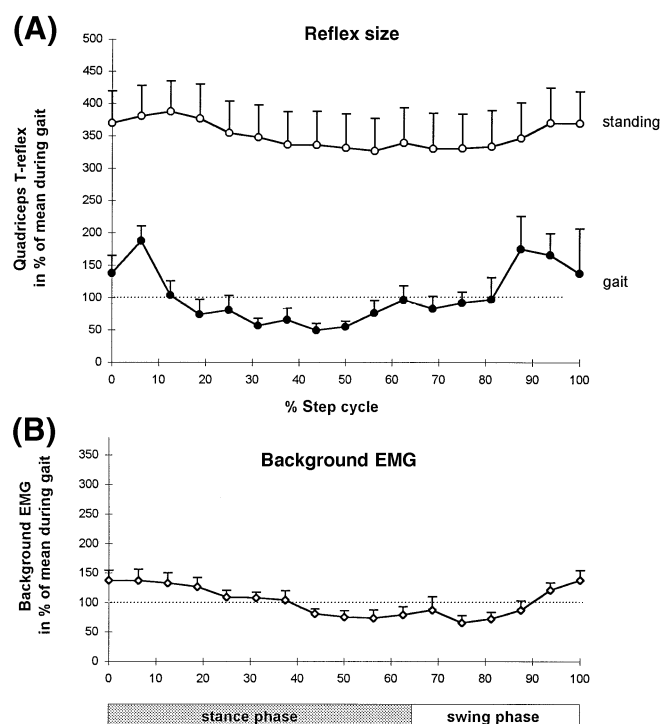 (A)
Reflex size
Quadriceps T-reflex
in % of mean during gait
500
450
400
350
300
250
200
150
100
50
0
standing
gait
0 10 20 30 40 50 60 70 80 90 100
% Step cycle
(B)
Background EMG
Background EMG
in % of mean during gait
350
300
250
200
150
100
50
0
0 10 20 30 40 50 60 70 80 90 100
stance phase swing phase